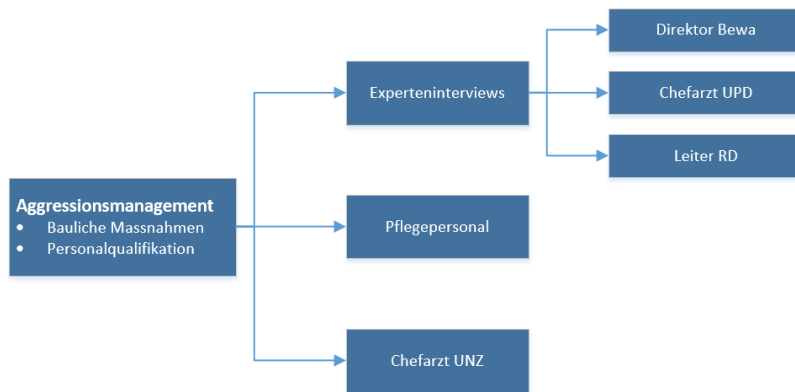 Direktor Bewa
Experteninterviews
Chefarzt UPD
Leiter RD
Aggressionsmanagement
• Bauliche Massnahmen
• Personalqualifikation
Pflegepersonal
Chefarzt UNZ